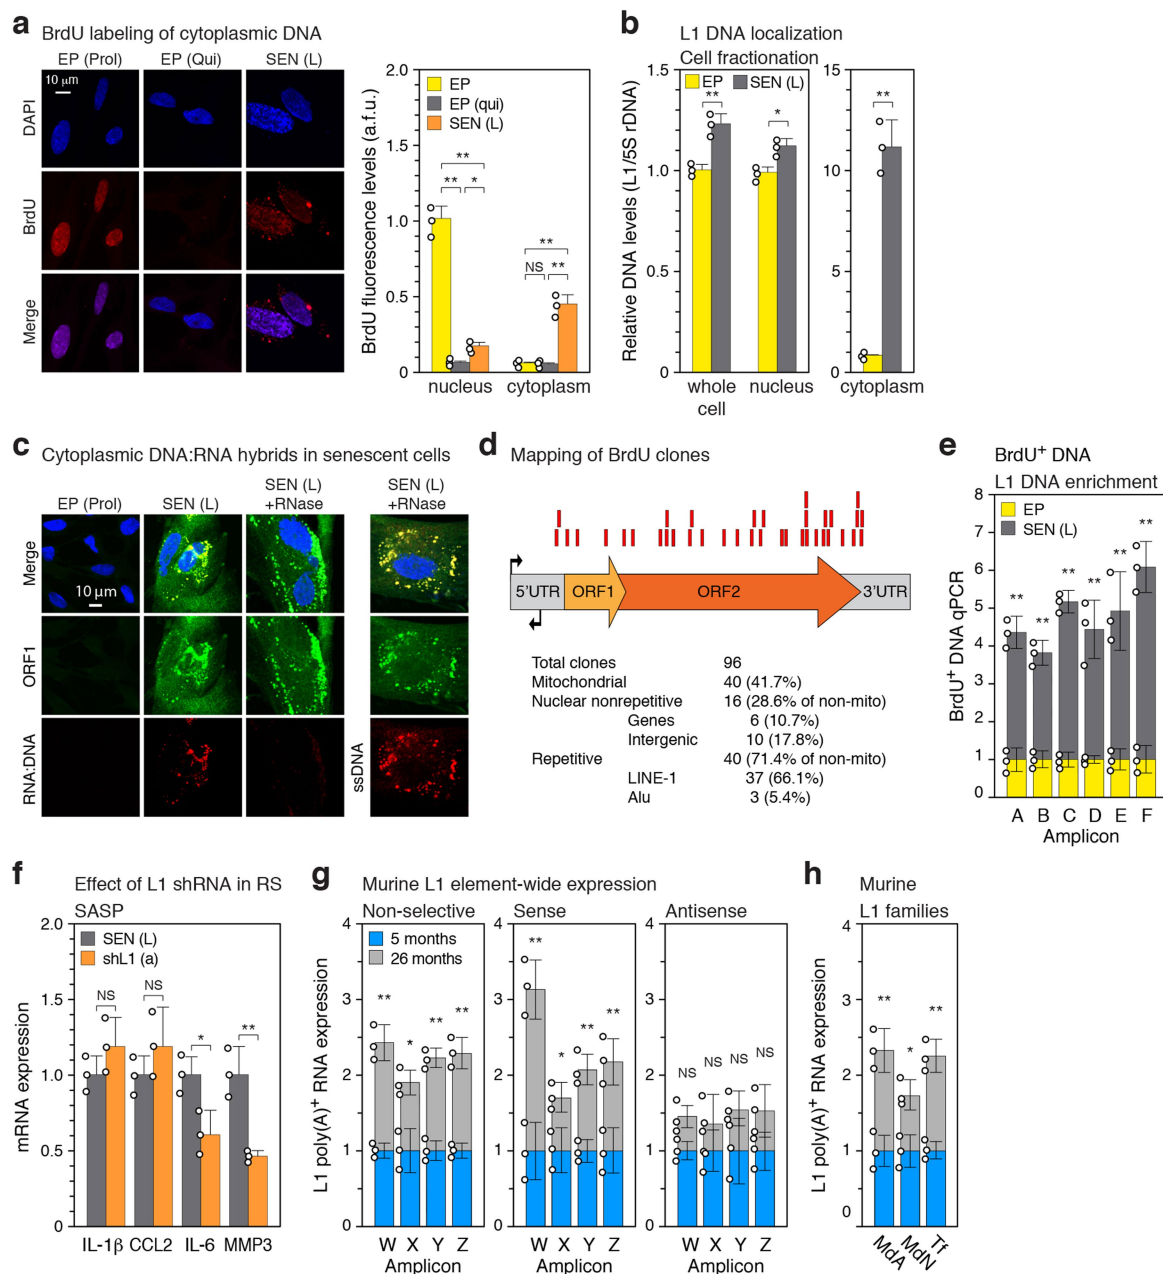 a BrdU labeling of cytoplasmic DNA
EP (Prol) EP (Qui) SEN (L)
10 μm
DAPI
BrdU
Merge
BrdU fluorescence levels (a.f.u.)
2.0
1.5
1.0
0.5
0
EP
EP (qui)
SEN (L)
**
** *
**
NS **
nucleus cytoplasm
b L1 DNA localization
Cell fractionation
Relative DNA levels (L1/5S rDNA)
1.5
1.0
0.5
0
EP SEN (L)
**
*
whole cell
nucleus
15
10
5
0
**
cytoplasm
c Cytoplasmic DNA:RNA hybrids in senescent cells
EP (Prol) SEN (L) SEN (L) +RNase SEN (L) +RNase
Merge
10 μm
ORF1
RNA:DNA
ssDNA
d Mapping of BrdU clones
5'UTR ORF1 ORF2 3'UTR
Total clones 96
Mitochondrial 40 (41.7%)
Nuclear nonrepetitive 16 (28.6% of non-mito)
Genes 6 (10.7%)
Intergenic 10 (17.8%)
Repetitive 40 (71.4% of non-mito)
LINE-1 37 (66.1%)
Alu 3 (5.4%)
e BrdU+ DNA
L1 DNA enrichment
BrdU+ DNA qPCR
8
7
6
5
4
3
2
1
0
EP
SEN (L)
** ** ** ** ** **
A B C D E F
Amplicon
f Effect of L1 shRNA in RS
SASP
mRNA expression
2.0
1.5
1.0
0.5
0
SEN (L)
shL1 (a)
NS NS * **
IL-1β CCL2 IL-6 MMP3
g Murine L1 element-wide expression
Non-selective Sense Antisense
L1 poly(A)+ RNA expression
4
3
2
1
0
5 months
26 months
** * ** **
W X Y Z
Amplicon
4
3
2
1
0
** * ** **
W X Y Z
Amplicon
4
3
2
1
0
NS NS NS NS
W X Y Z
Amplicon
h Murine
L1 families
L1 poly(A)+ RNA expression
4
3
2
1
0
** * **
MdA MdN Tf